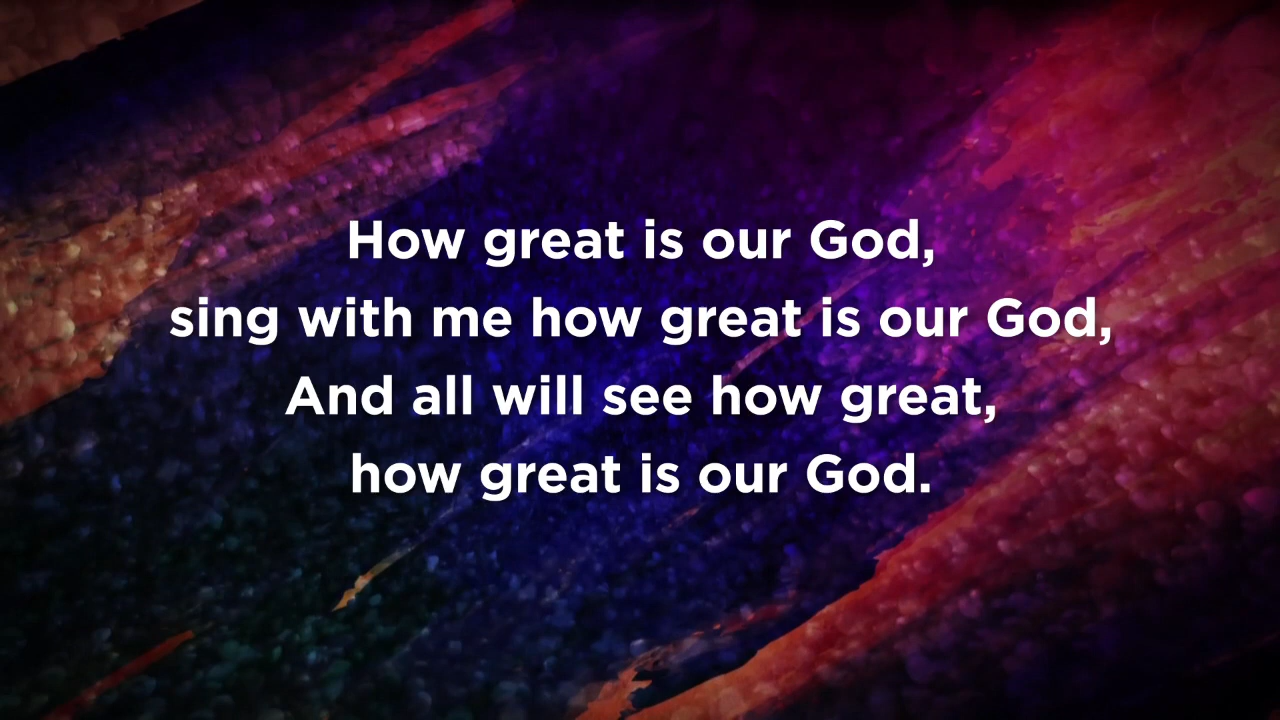 How great is our God,
sing with me how great is our God,
And all will see how great,
how great is our God.